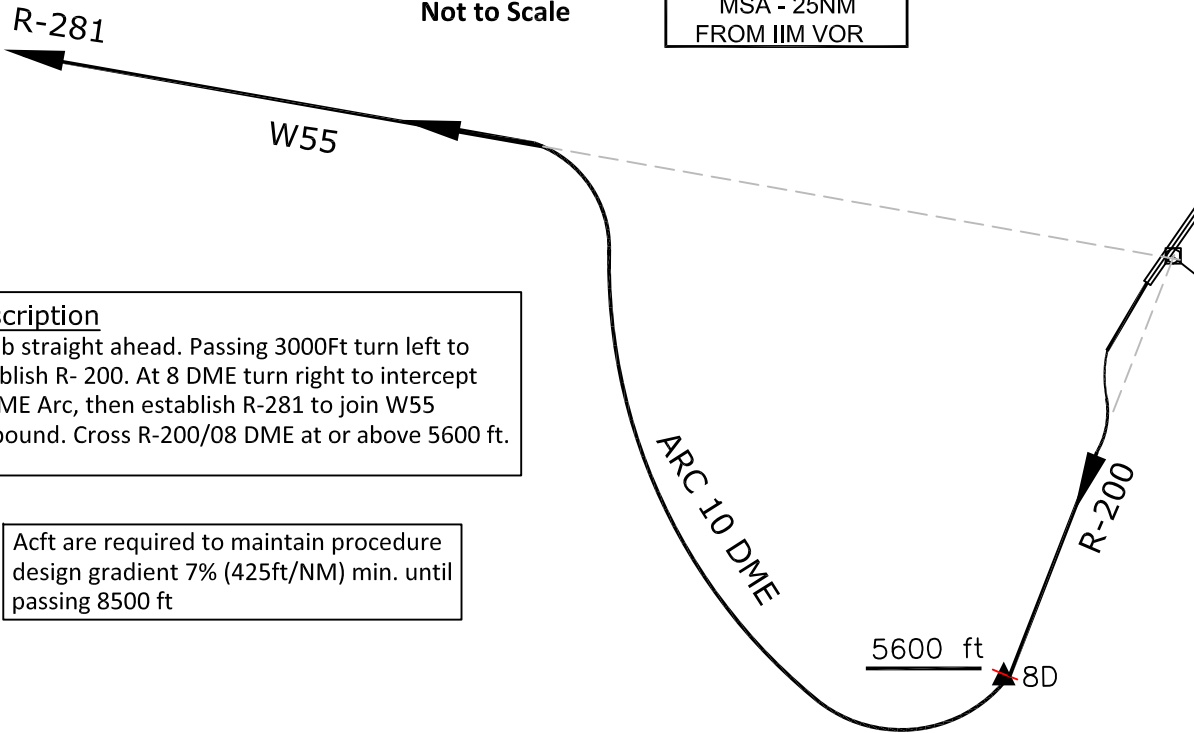 R-281
Not to Scale
MSA - 25NM
FROM IIM VOR
W55
scription
b straight ahead. Passing 3000Ft turn left to
blish R- 200. At 8 DME turn right to intercept
ME Arc, then establish R-281 to join W55
bound. Cross R-200/08 DME at or above 5600 ft.
Acft are required to maintain procedure
design gradient 7% (425ft/NM) min. until
passing 8500 ft
ARC 10 DME
R-200
5600 ft
8D